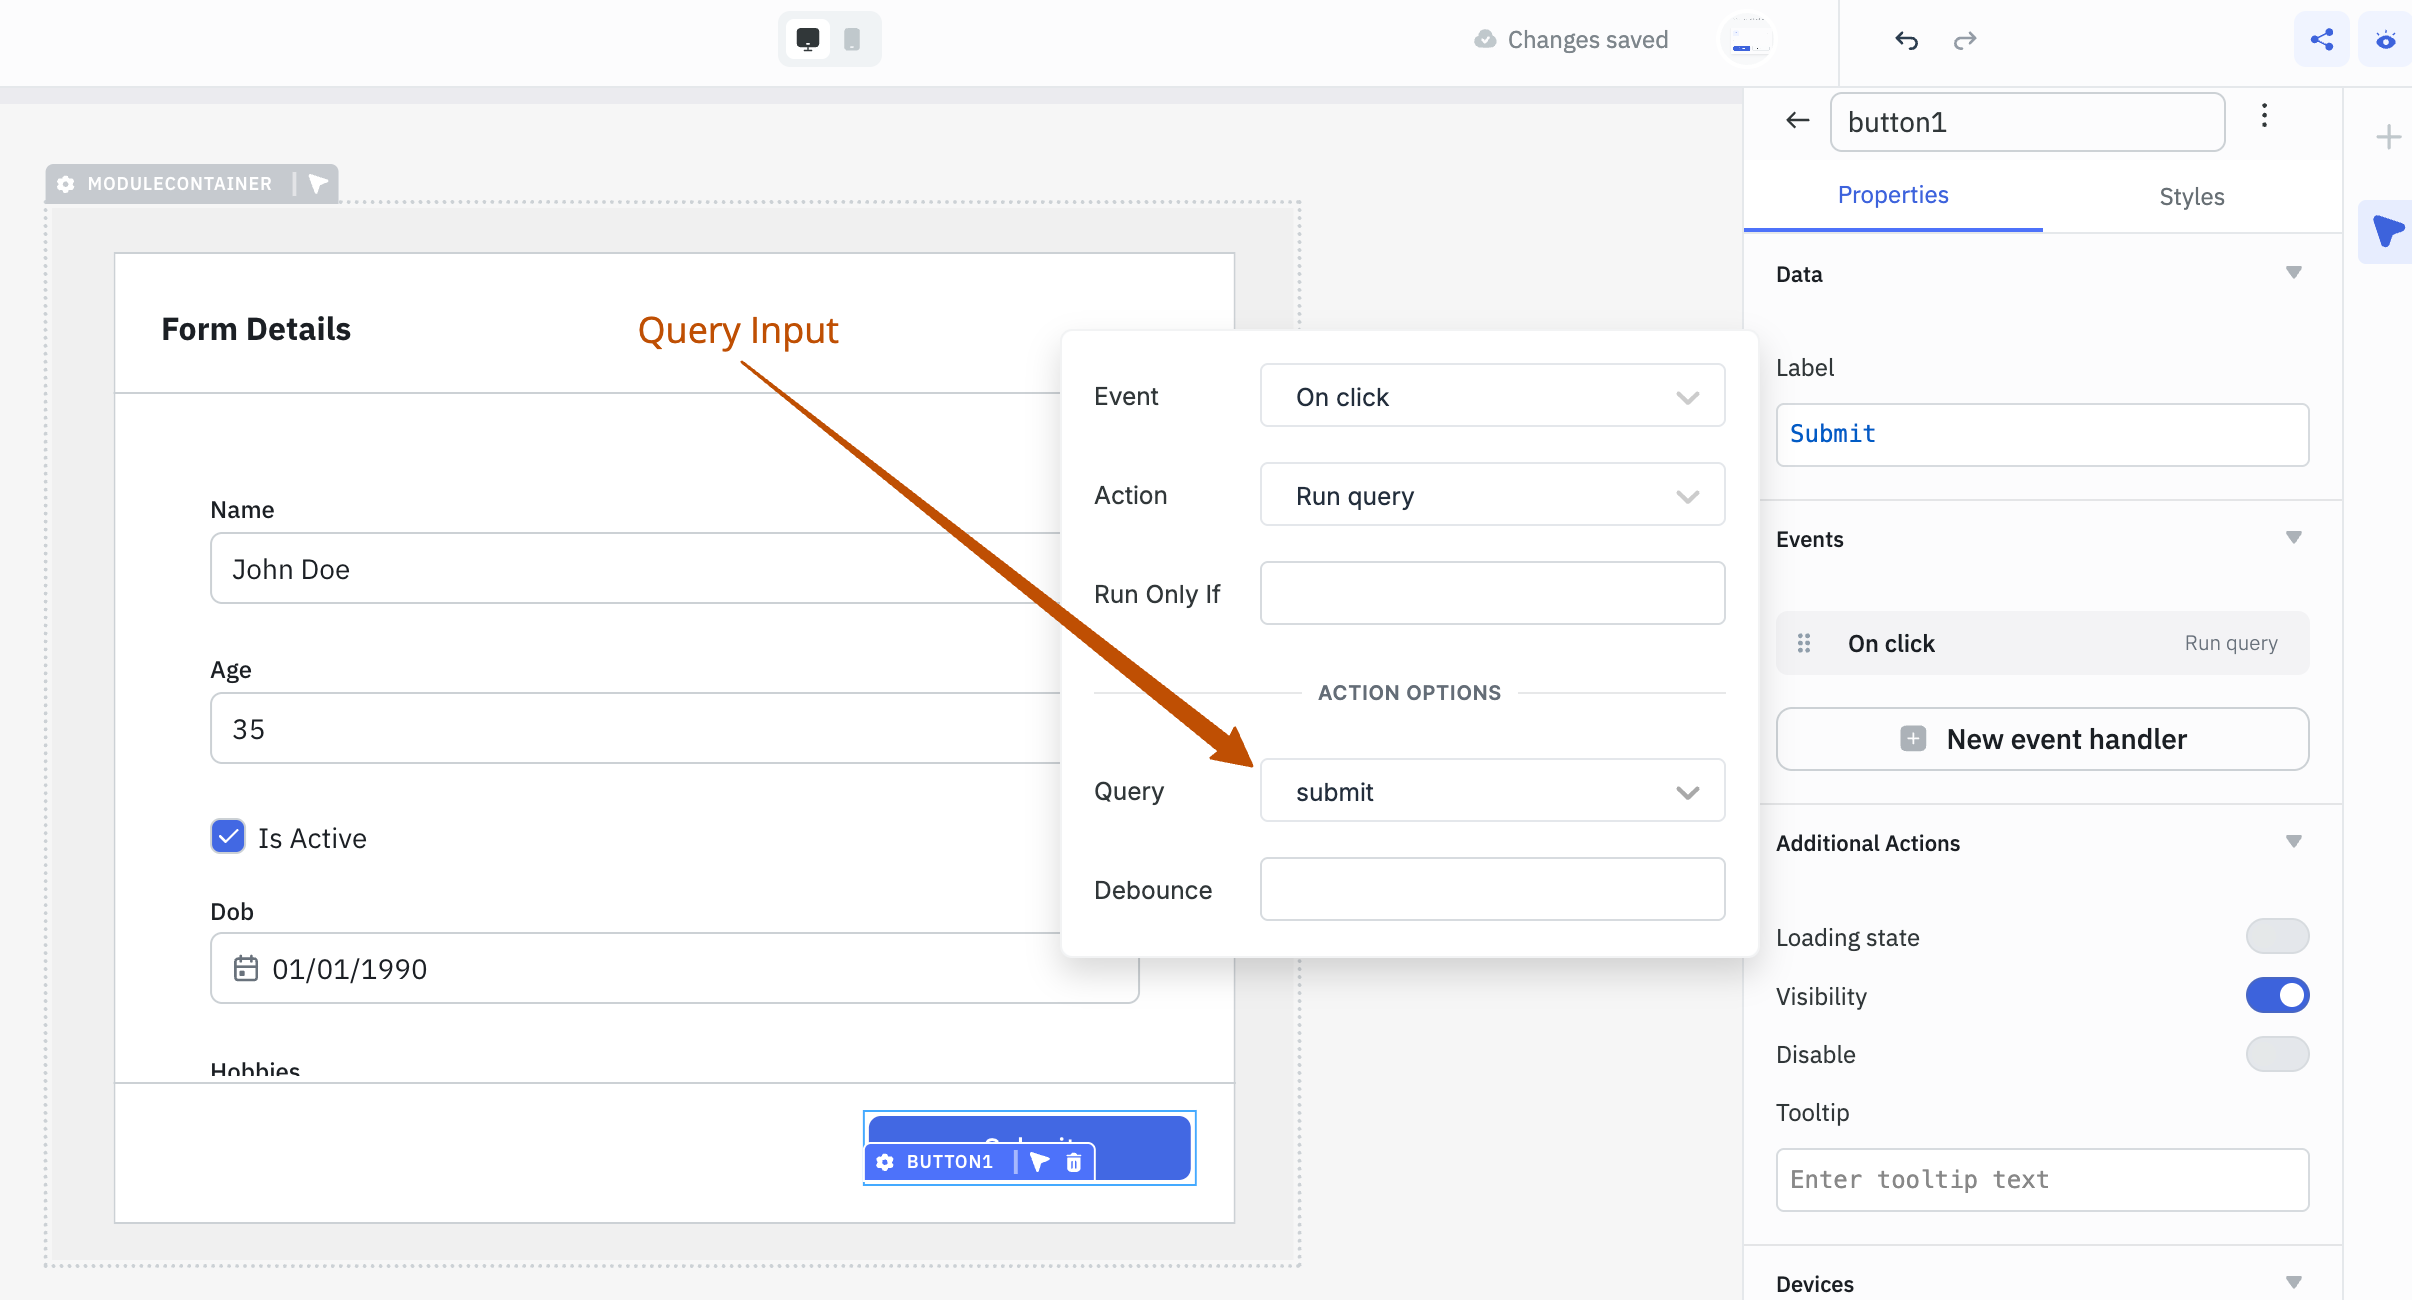 Changes saved
button1
Properties
Styles
MODULECONTAINER
Data
Form Details
Query Input
Label
Submit
Event
On click
Action
Run query
Run Only If
ACTION OPTIONS
Query
submit
Debounce
Events
On click
Run query
New event handler
Name
John Doe
Age
35
Is Active
Dob
01/01/1990
Hobbies
Submit
BUTTON1
Additional Actions
Loading state
Visibility
Disable
Tooltip
Enter tooltip text
Devices